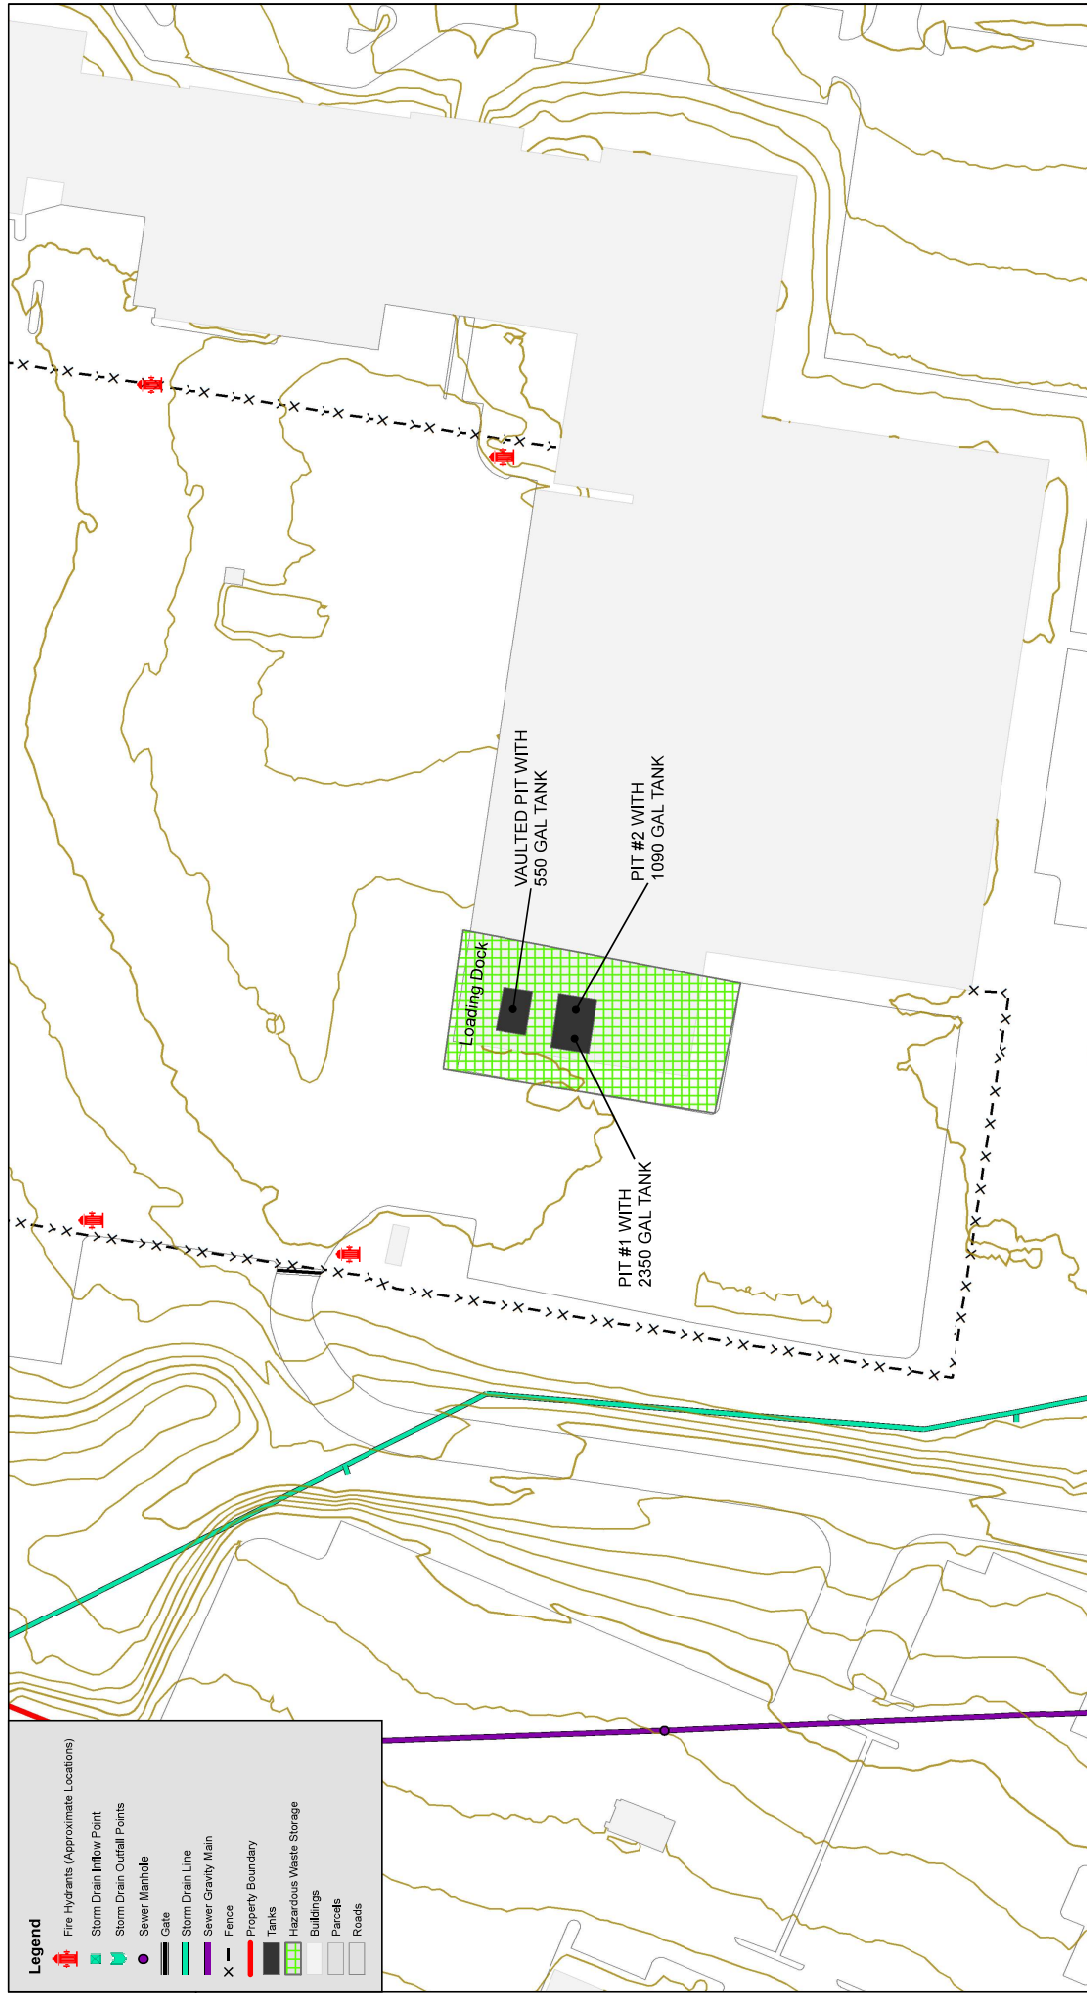 Legend
Fire Hydrants (Approximate Locations)
Storm Drain Inflow Point
Storm Drain Outfall Points
Sewer Manhole
Gate
Storm Drain Line
Sewer Gravity Main
Fence
Property Boundary
Tanks
Hazardous Waste Storage
Buildings
Parcels
Roads
PIT #1 WITH
2350 GAL TANK
Loading Dock
VAULTED PIT WITH
550 GAL TANK
PIT #2 WITH
1090 GAL TANK